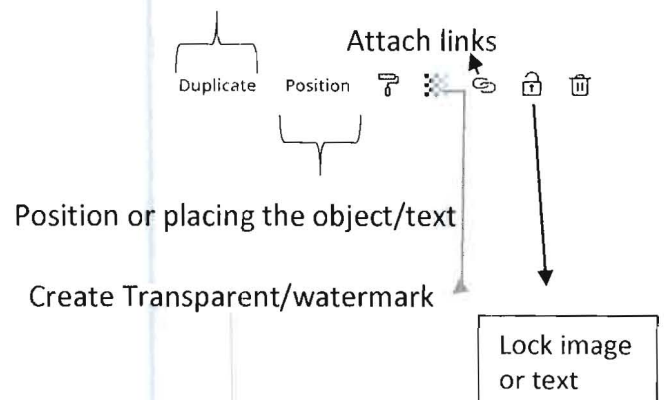 Attach links
Duplicate Position
Position or placing the object/text
Create Transparent/watermark
Lock image
or text